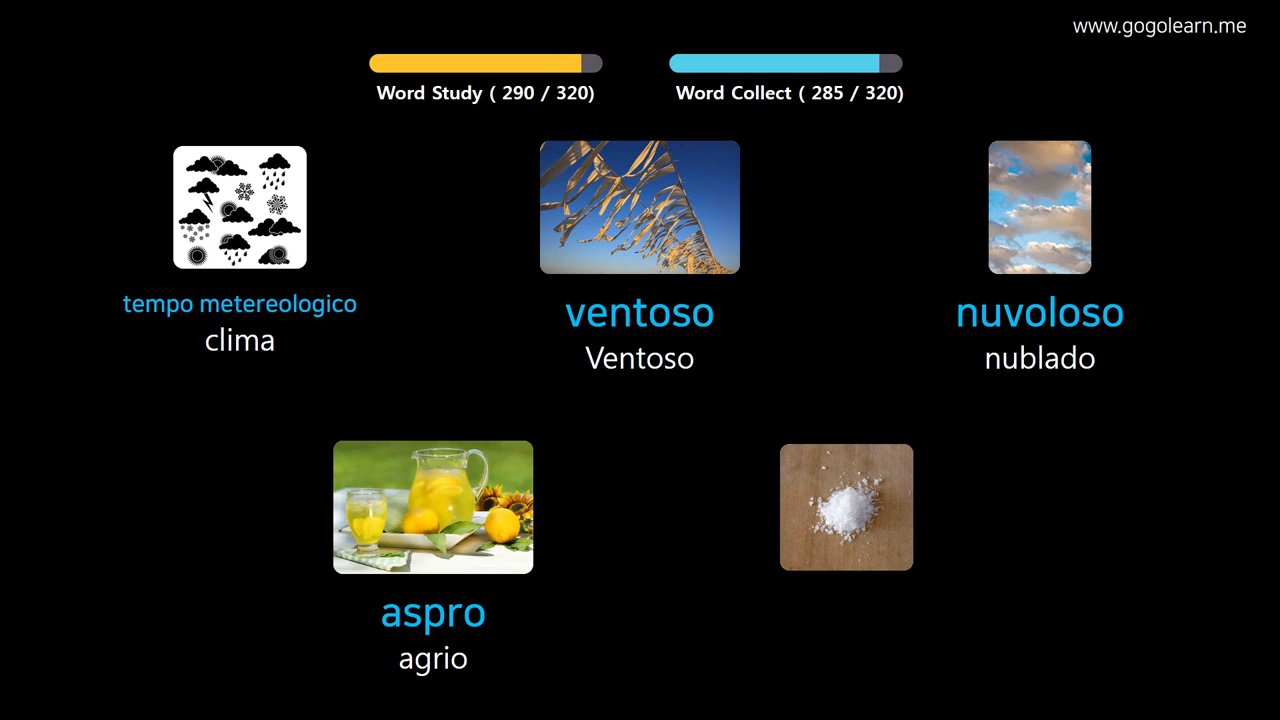 www.gogolearn.me
Word Study ( 290 / 320)
Word Collect ( 285 / 320)
tempo metereologico
clima
ventoso
Ventoso
nuvoloso
nublado
aspro
agrio